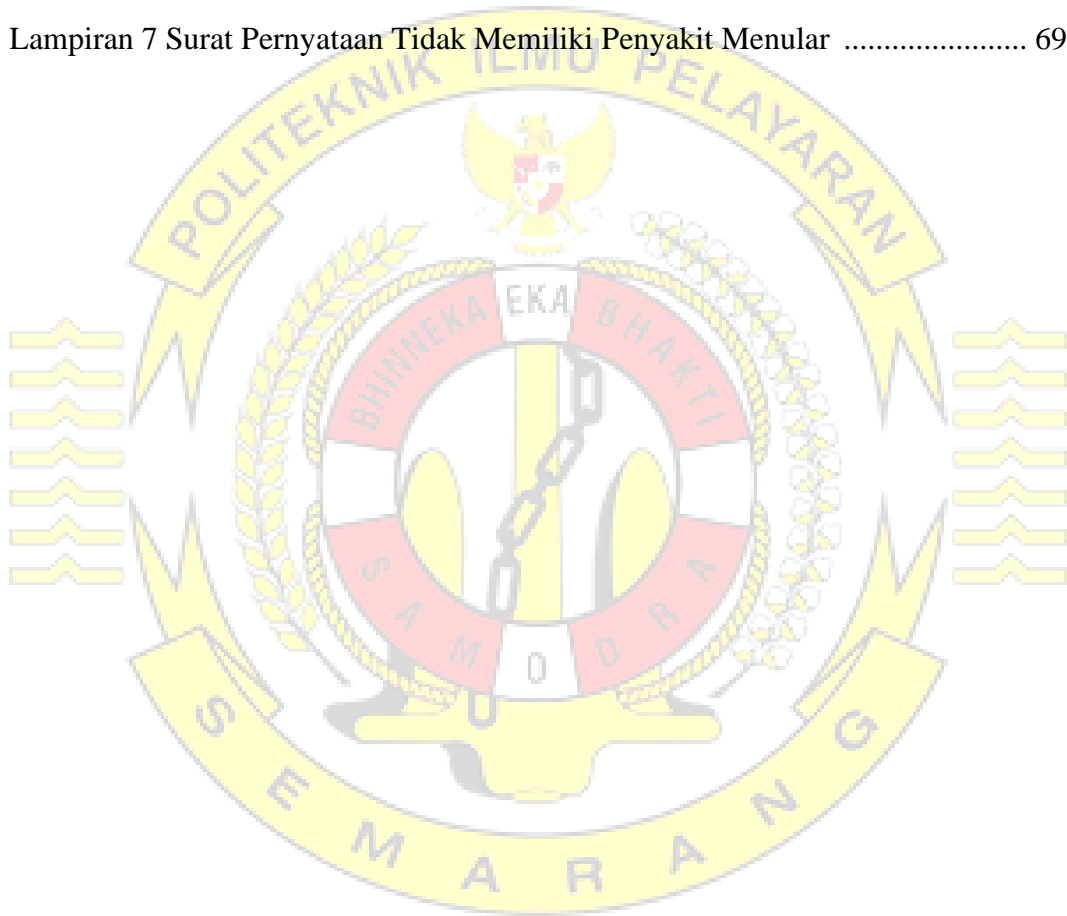 Lampiran 7 Surat Pernyataan Tidak Memiliki Penyakit Menular ....................... 69
POLITEKNIK ILMU PELAYARAN
BHINNEKA EKA BHAKTI
SAMODRA
SEMARANG